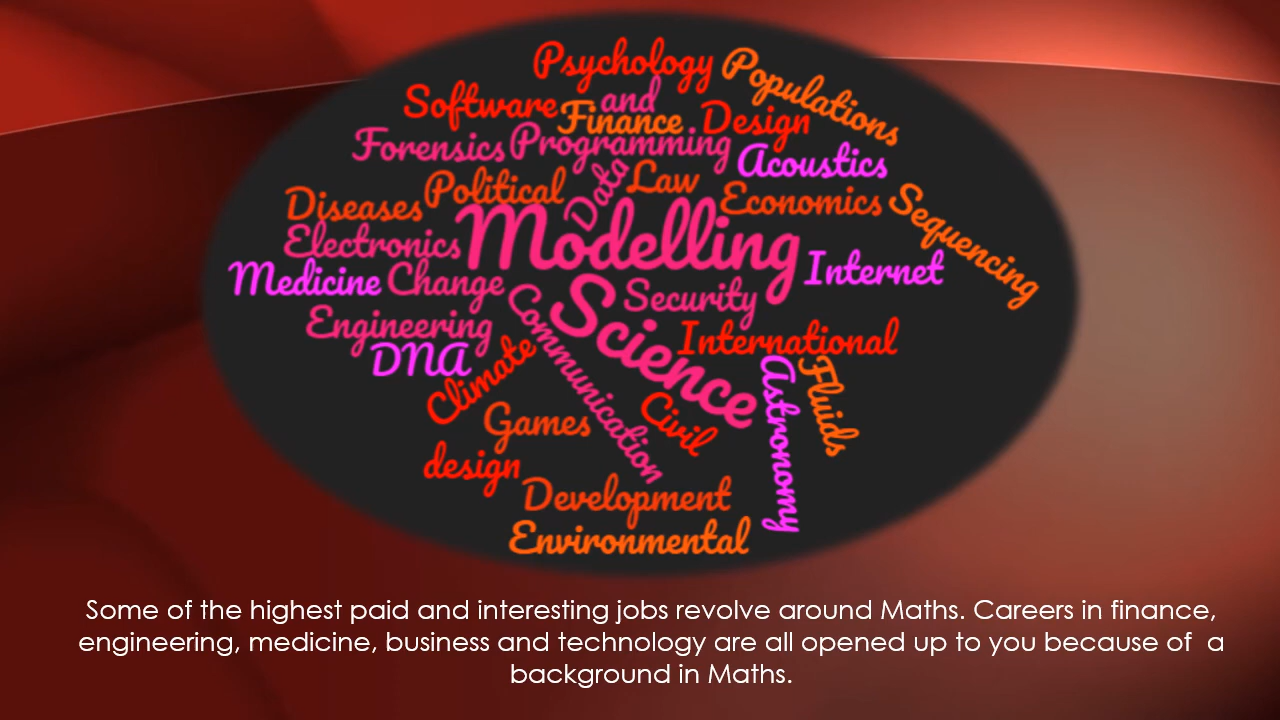 Psychology
Populations
Software
and
Finance
Design
Forensics
Programming
Acoustics
Data
Law
Diseases
Political
Economics
Sequencing
Electronics
Modelling
Internet
Medicine
Change
Science
Security
Engineering
Communication
International
DNA
Climate
Astronomy
Fluids
Games
Civil
design
Development
Environmental
Some of the highest paid and interesting jobs revolve around Maths. Careers in finance,
engineering, medicine, business and technology are all opened up to you because of  a
background in Maths.